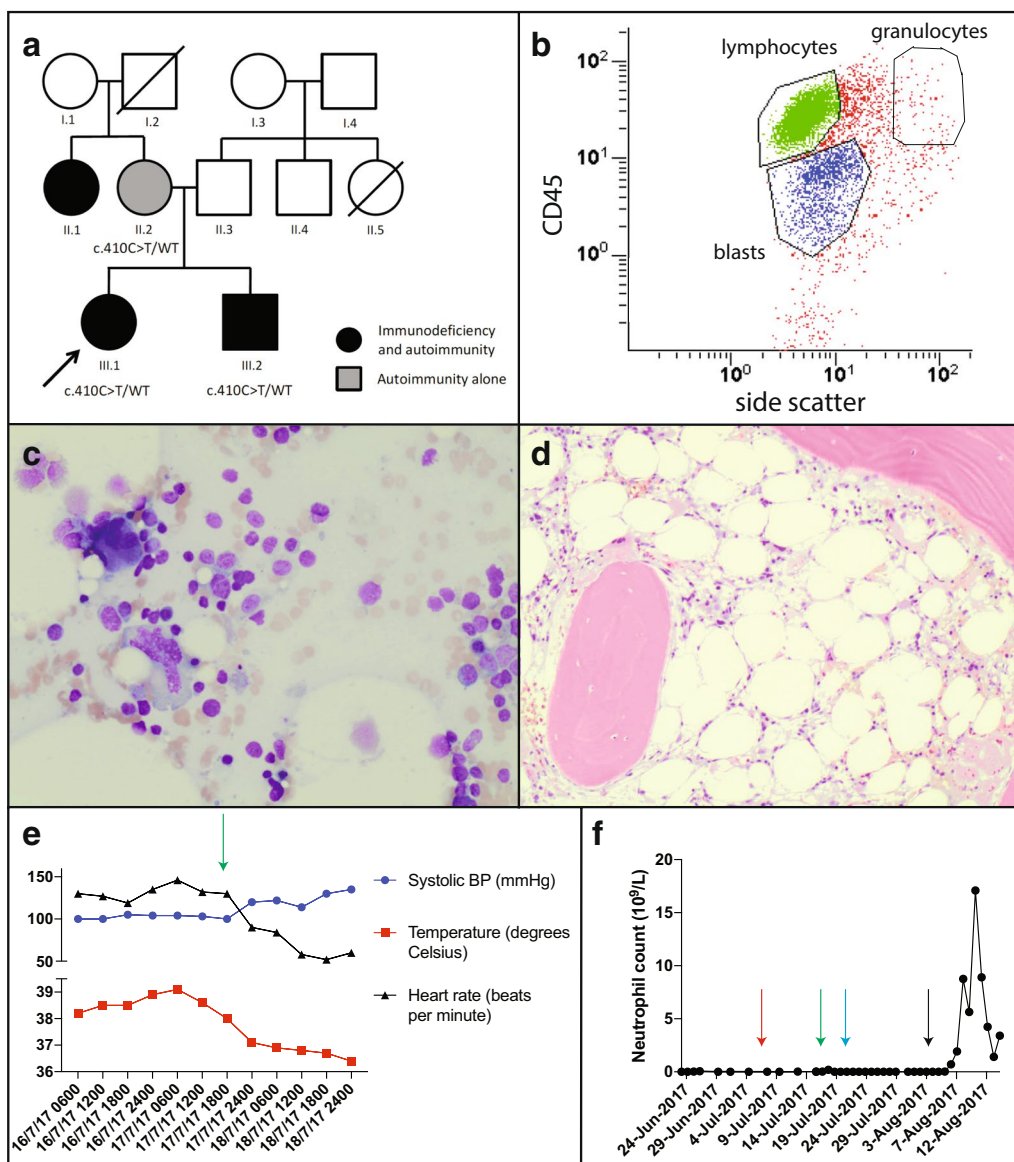 a
I.1
I.2
I.3
I.4
II.1
II.2
II.3
II.4
II.5
c.410C>T/WT
III.1
III.2
c.410C>T/WT
c.410C>T/WT
Immunodeficiency
and autoimmunity
Autoimmunity alone
b
lymphocytes
granulocytes
blasts
CD45
10²
10¹
10⁰
10⁰
10¹
10²
side scatter
c
d
e
150
100
50
39
38
37
36
16/7/17 0600
16/7/17 1200
16/7/17 1800
16/7/17 2400
17/7/17 0600
17/7/17 1200
17/7/17 1800
17/7/17 2400
18/7/17 0600
18/7/17 1200
18/7/17 1800
18/7/17 2400
Systolic BP (mmHg)
Temperature (degrees
Celsius)
Heart rate (beats
per minute)
f
Neutrophil count (10⁹/L)
20
15
10
5
0
24-Jun-2017
29-Jun-2017
4-Jul-2017
9-Jul-2017
14-Jul-2017
19-Jul-2017
24-Jul-2017
29-Jul-2017
3-Aug-2017
7-Aug-2017
12-Aug-2017